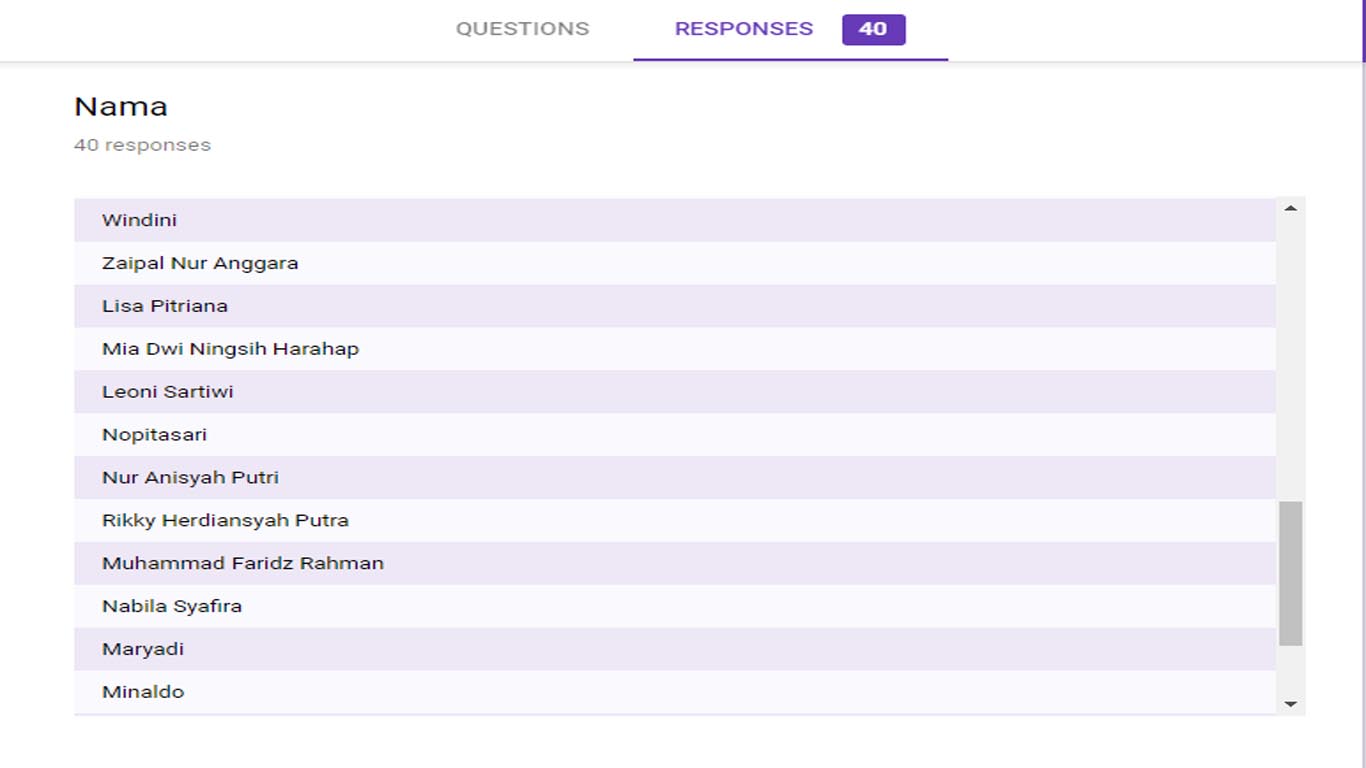 QUESTIONS RESPONSES 40
Nama
40 responses
Windini
Zaipal Nur Anggara
Lisa Pitriana
Mia Dwi Ningsih Harahap
Leoni Sartiwi
Nopitasari
Nur Anisyah Putri
Rikky Herdiansyah Putra
Muhammad Faridz Rahman
Nabila Syafira
Maryadi
Minaldo